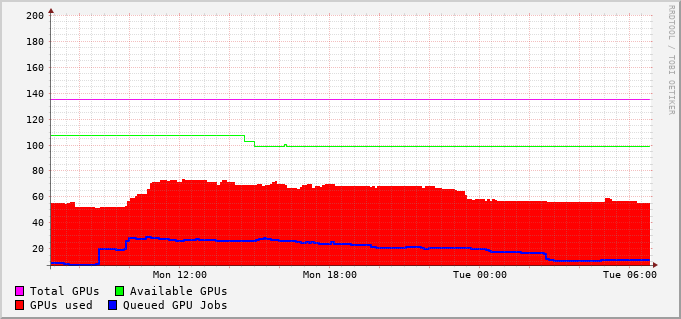 200
180
160
140
120
100
80
60
40
20
Mon 12:00 Mon 18:00 Tue 00:00 Tue 06:00
Total GPUs Available GPUs
GPUs used Queued GPU Jobs
RRDTOOL / TOBI OETIKER